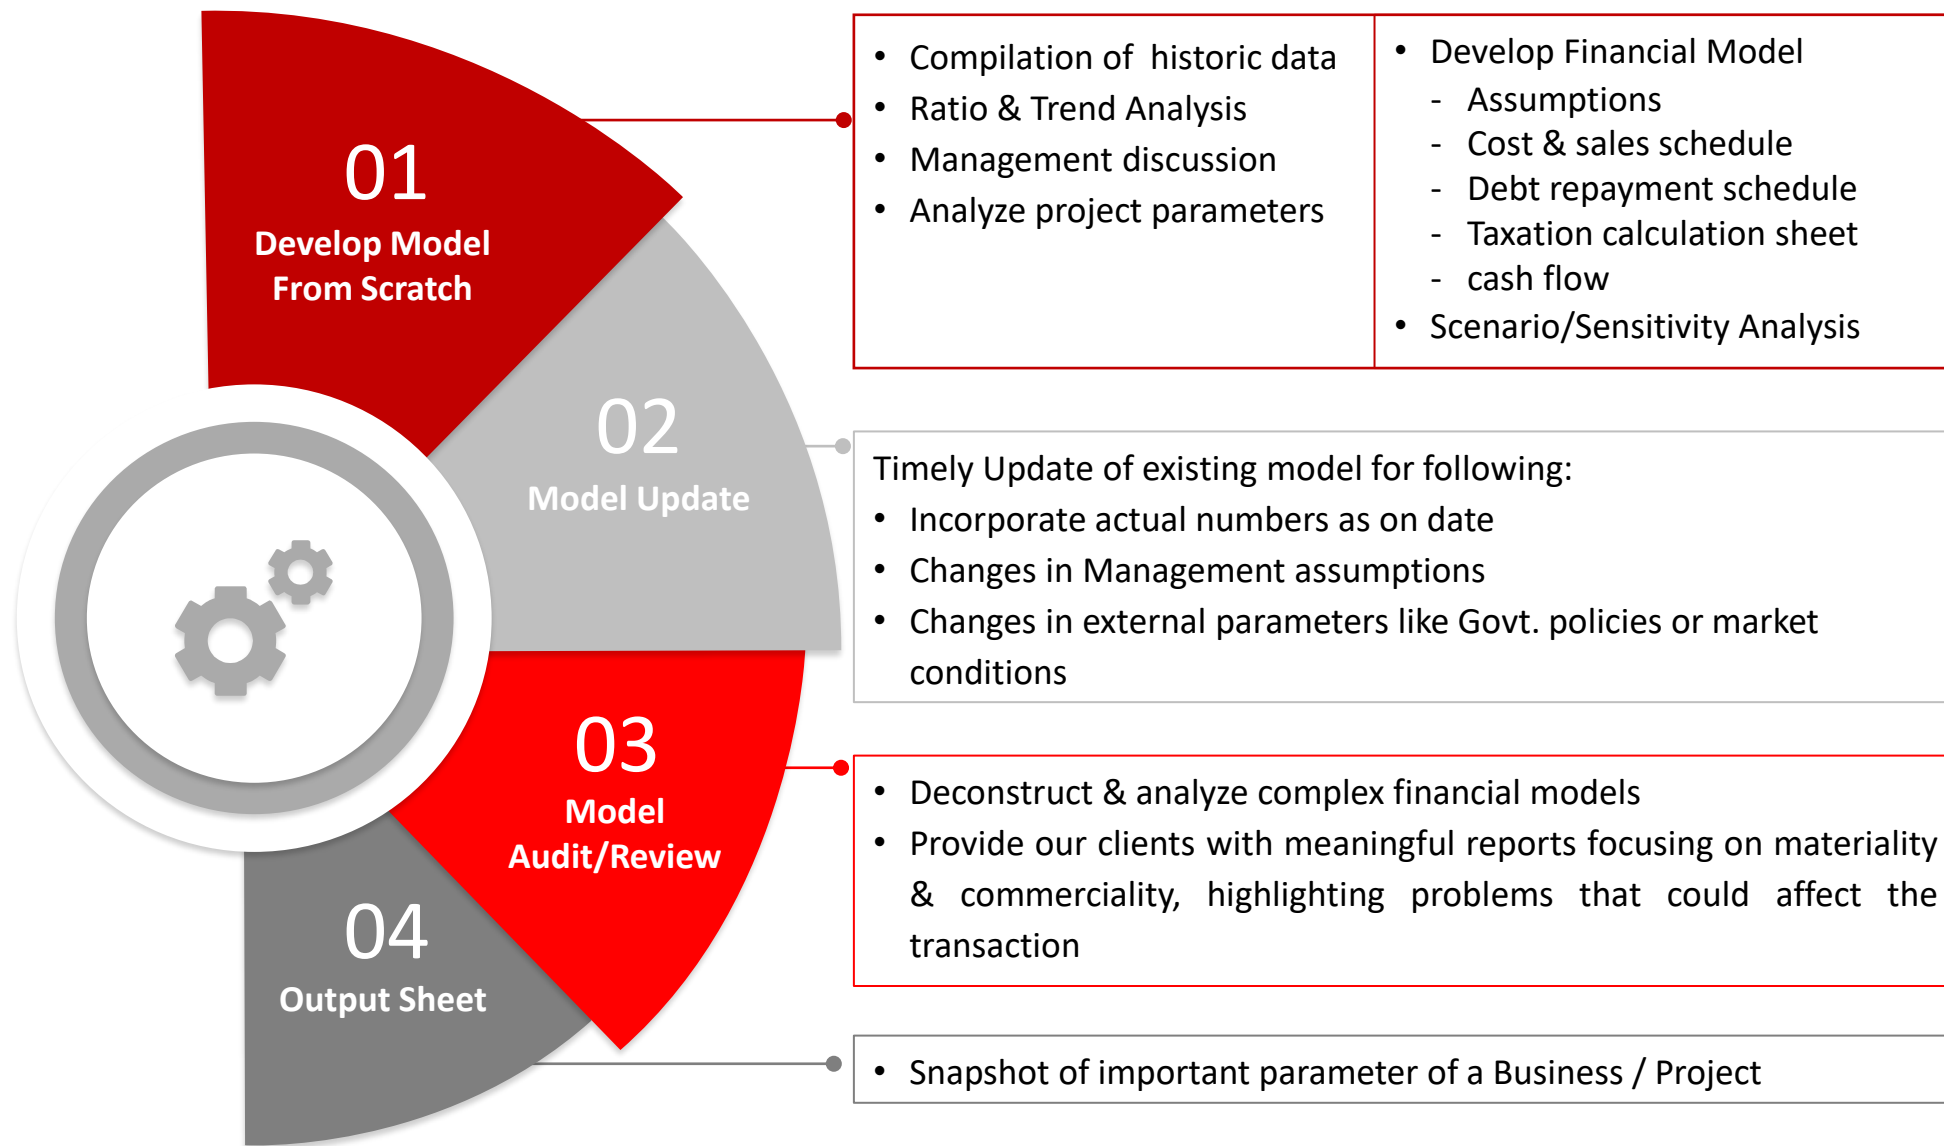 01
Develop Model
From Scratch
• Compilation of historic data
• Ratio & Trend Analysis
• Management discussion
• Analyze project parameters
• Develop Financial Model
- Assumptions
- Cost & sales schedule
- Debt repayment schedule
- Taxation calculation sheet
- cash flow
• Scenario/Sensitivity Analysis
02
Model Update
Timely Update of existing model for following:
• Incorporate actual numbers as on date
• Changes in Management assumptions
• Changes in external parameters like Govt. policies or market
conditions
03
Model
Audit/Review
• Deconstruct & analyze complex financial models
• Provide our clients with meaningful reports focusing on materiality
& commerciality, highlighting problems that could affect the
transaction
04
Output Sheet
• Snapshot of important parameter of a Business / Project